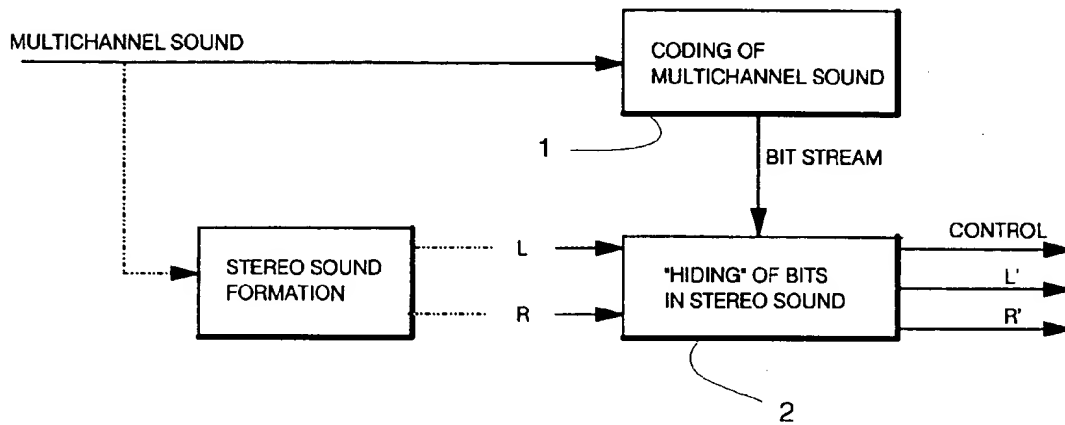 MULTICHANNEL SOUND
CODING OF
MULTICHANNEL SOUND
1
BIT STREAM
STEREO SOUND
FORMATION
L
R
"HIDING" OF BITS
IN STEREO SOUND
CONTROL
L'
R'
2